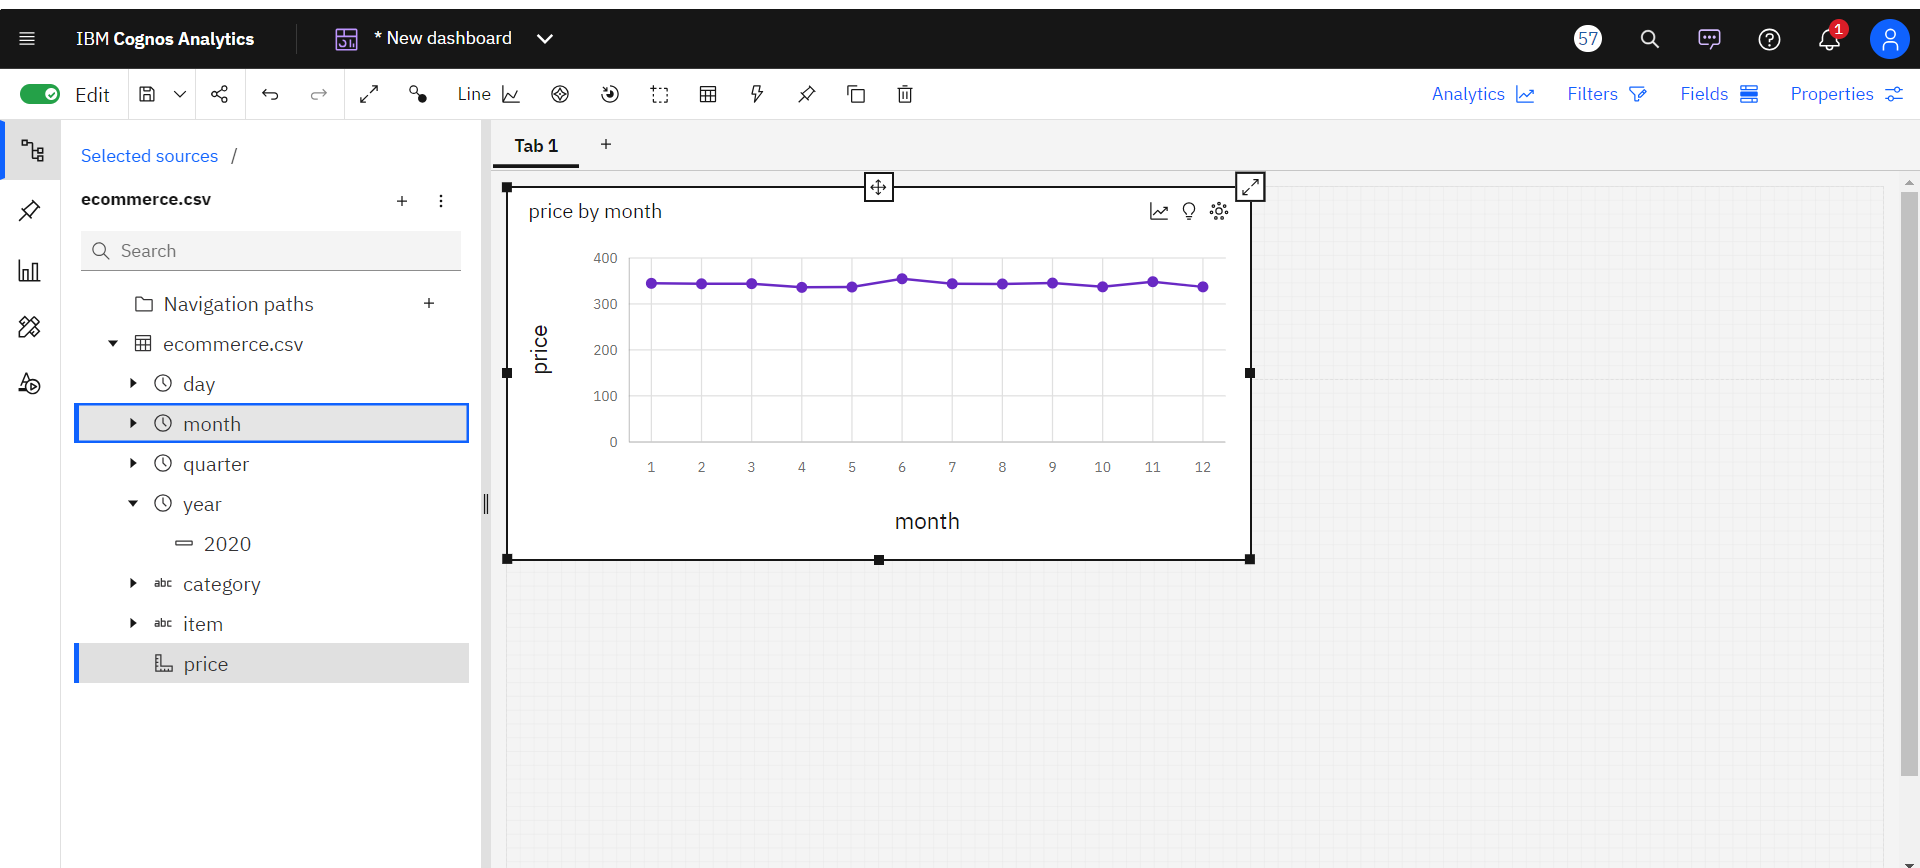 IBM Cognos Analytics
* New dashboard
57
1
Edit
Line
Analytics
Filters
Fields
Properties
Selected sources /
ecommerce.csv
Search
Navigation paths
ecommerce.csv
day
month
quarter
year
2020
abc category
abc item
price
Tab 1
price by month
400
300
200
100
0
price
1 2 3 4 5 6 7 8 9 10 11 12
month